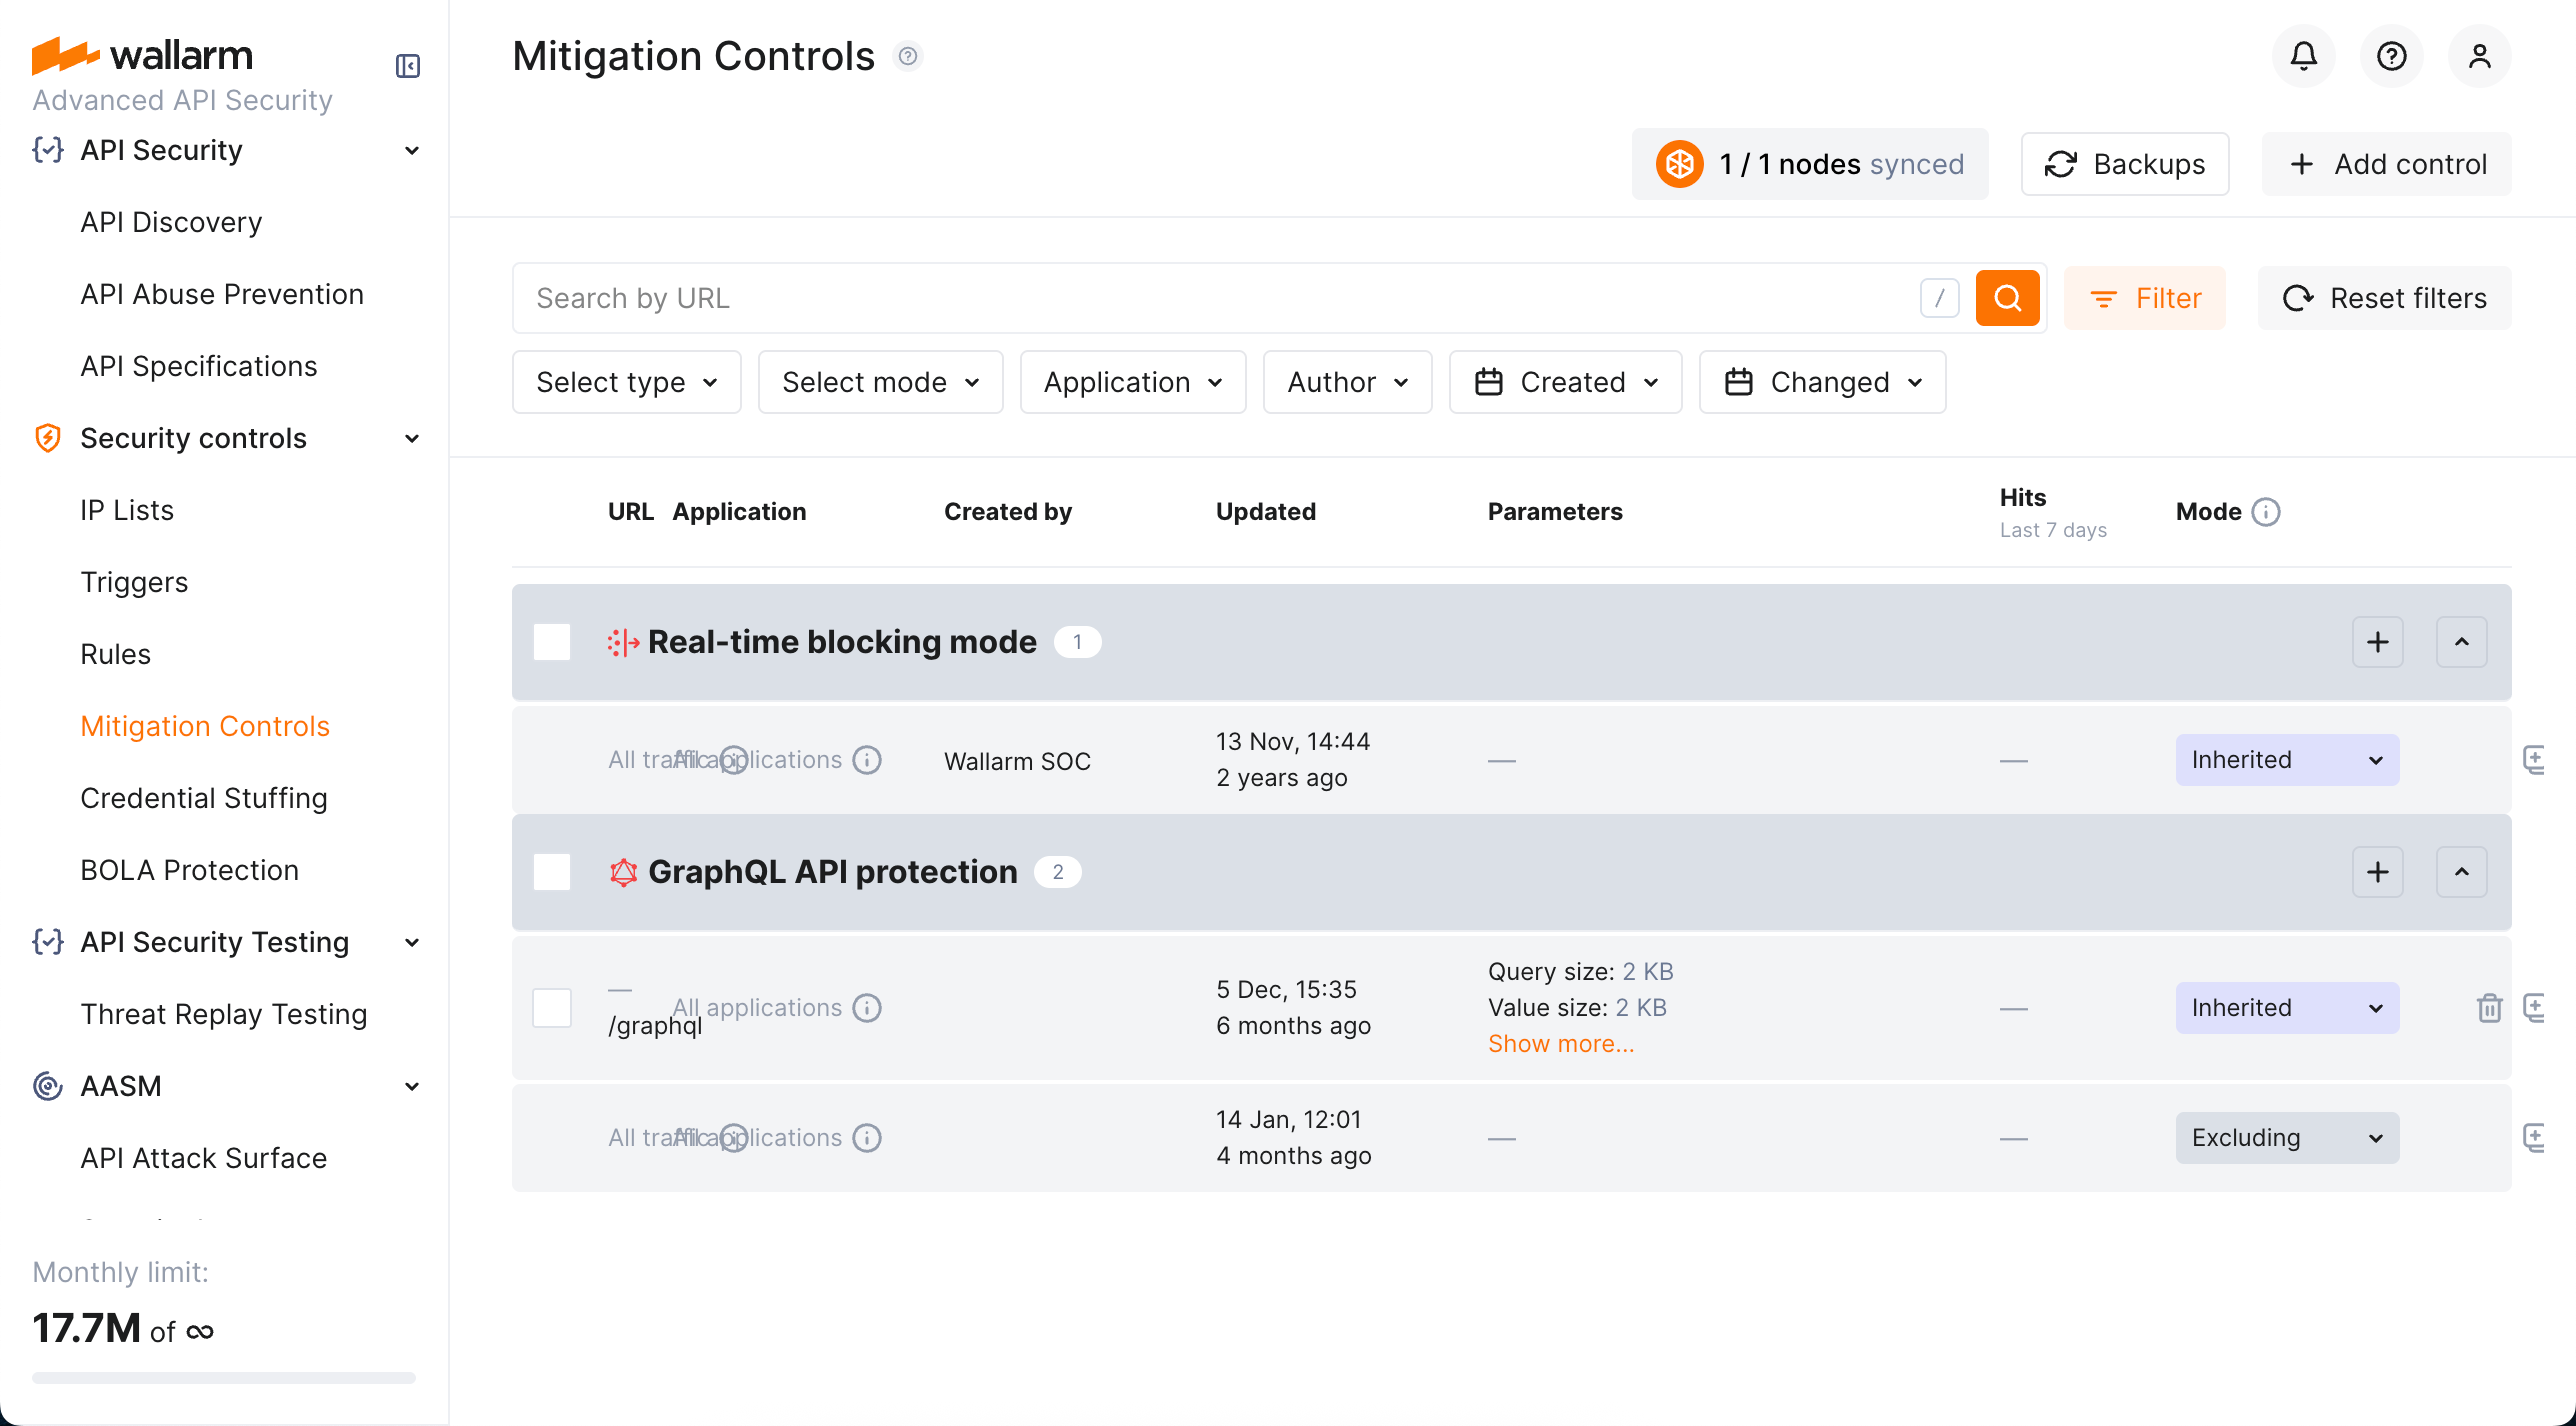 wallarm
Advanced API Security
API Security
API Discovery
API Abuse Prevention
API Specifications
Security controls
IP Lists
Triggers
Rules
Mitigation Controls
Credential Stuffing
BOLA Protection
API Security Testing
Threat Replay Testing
AASM
API Attack Surface
Monthly limit:
17.7M of ∞
Mitigation Controls
1 / 1 nodes synced
Backups
Add control
Search by URL
/
Filter
Reset filters
Select type
Select mode
Application
Author
Created
Changed
URL
Application
Created by
Updated
Parameters
Hits
Last 7 days
Mode
Real-time blocking mode 1
All traffic
All applications
Wallarm SOC
13 Nov, 14:44
2 years ago
—
—
Inherited
GraphQL API protection 2
—
/graphql
All applications
5 Dec, 15:35
6 months ago
Query size: 2 KB
Value size: 2 KB
Show more...
—
Inherited
All traffic
All applications
14 Jan, 12:01
4 months ago
—
—
Excluding